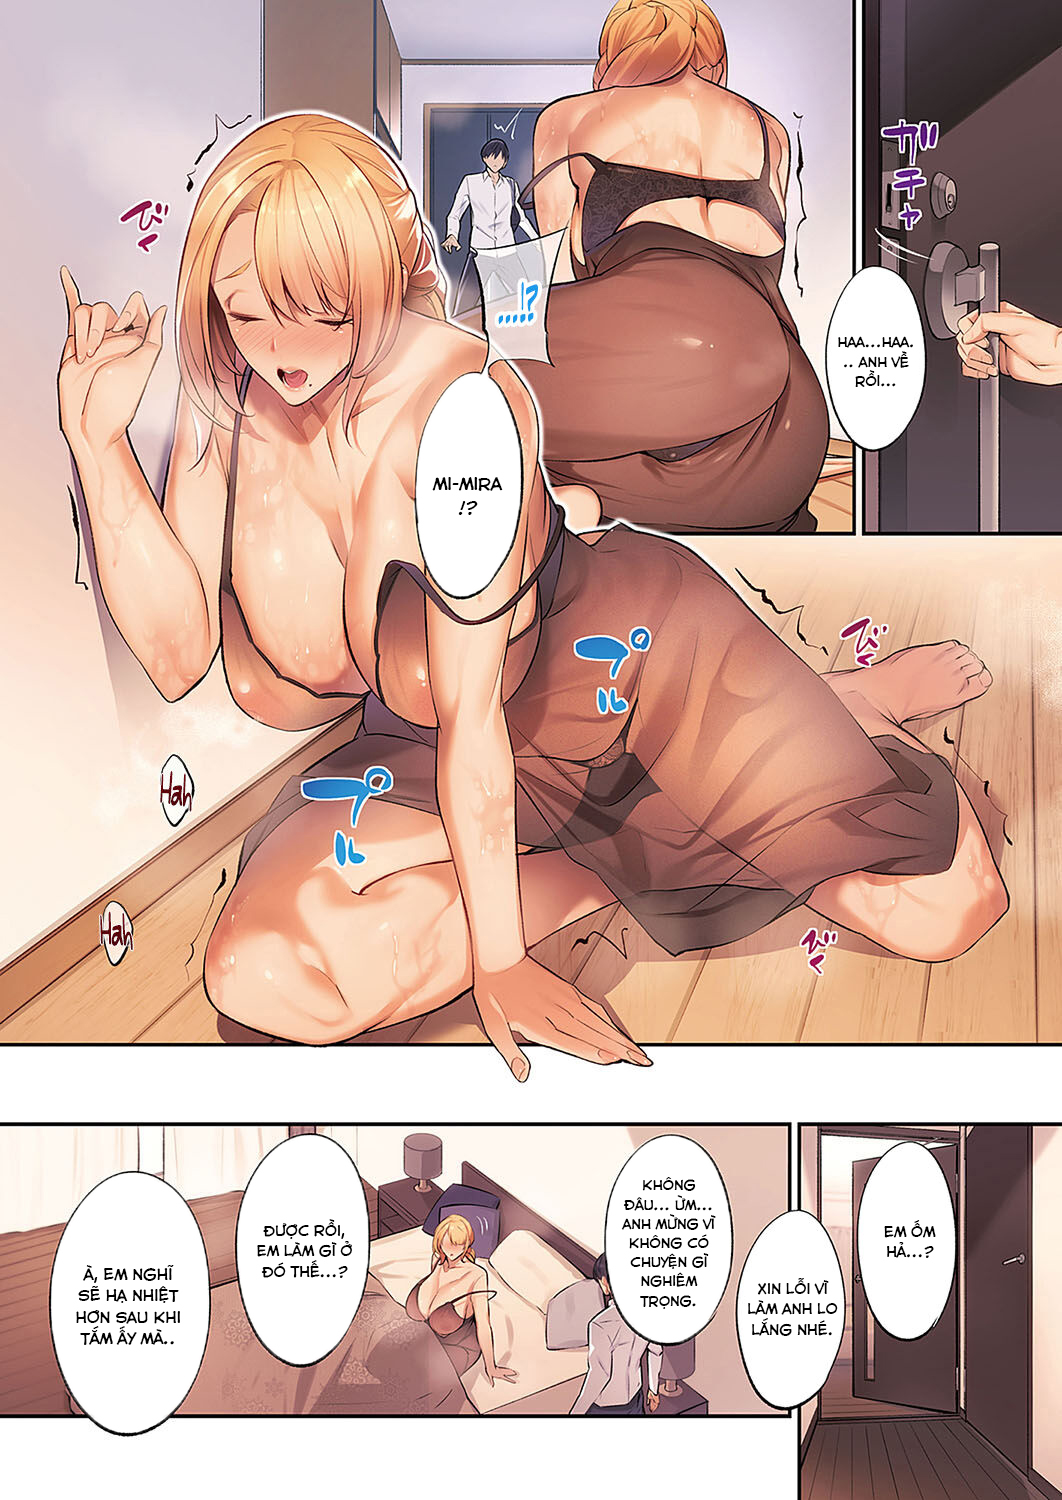 ガチャ
HAA...HAA.
.. ANH VỀ
RỒI...
.....!?
MI-MIRA
!?
びく
びく
プル
プル
Hah
Hah
びく
EM ỐM
HẢ...?
XIN LỖI VÌ
LÀM ANH LO
LẮNG NHÉ.
KHÔNG
ĐÂU... ỪM...
ANH MỪNG VÌ
KHÔNG CÓ
CHUYỆN GÌ
NGHIÊM
TRỌNG.
ĐƯỢC RỒI,
EM LÀM GÌ Ở
ĐÓ THẾ...?
À, EM NGHĨ
SẼ HẠ NHIỆT
HƠN SAU KHI
TẮM ẤY MÀ..